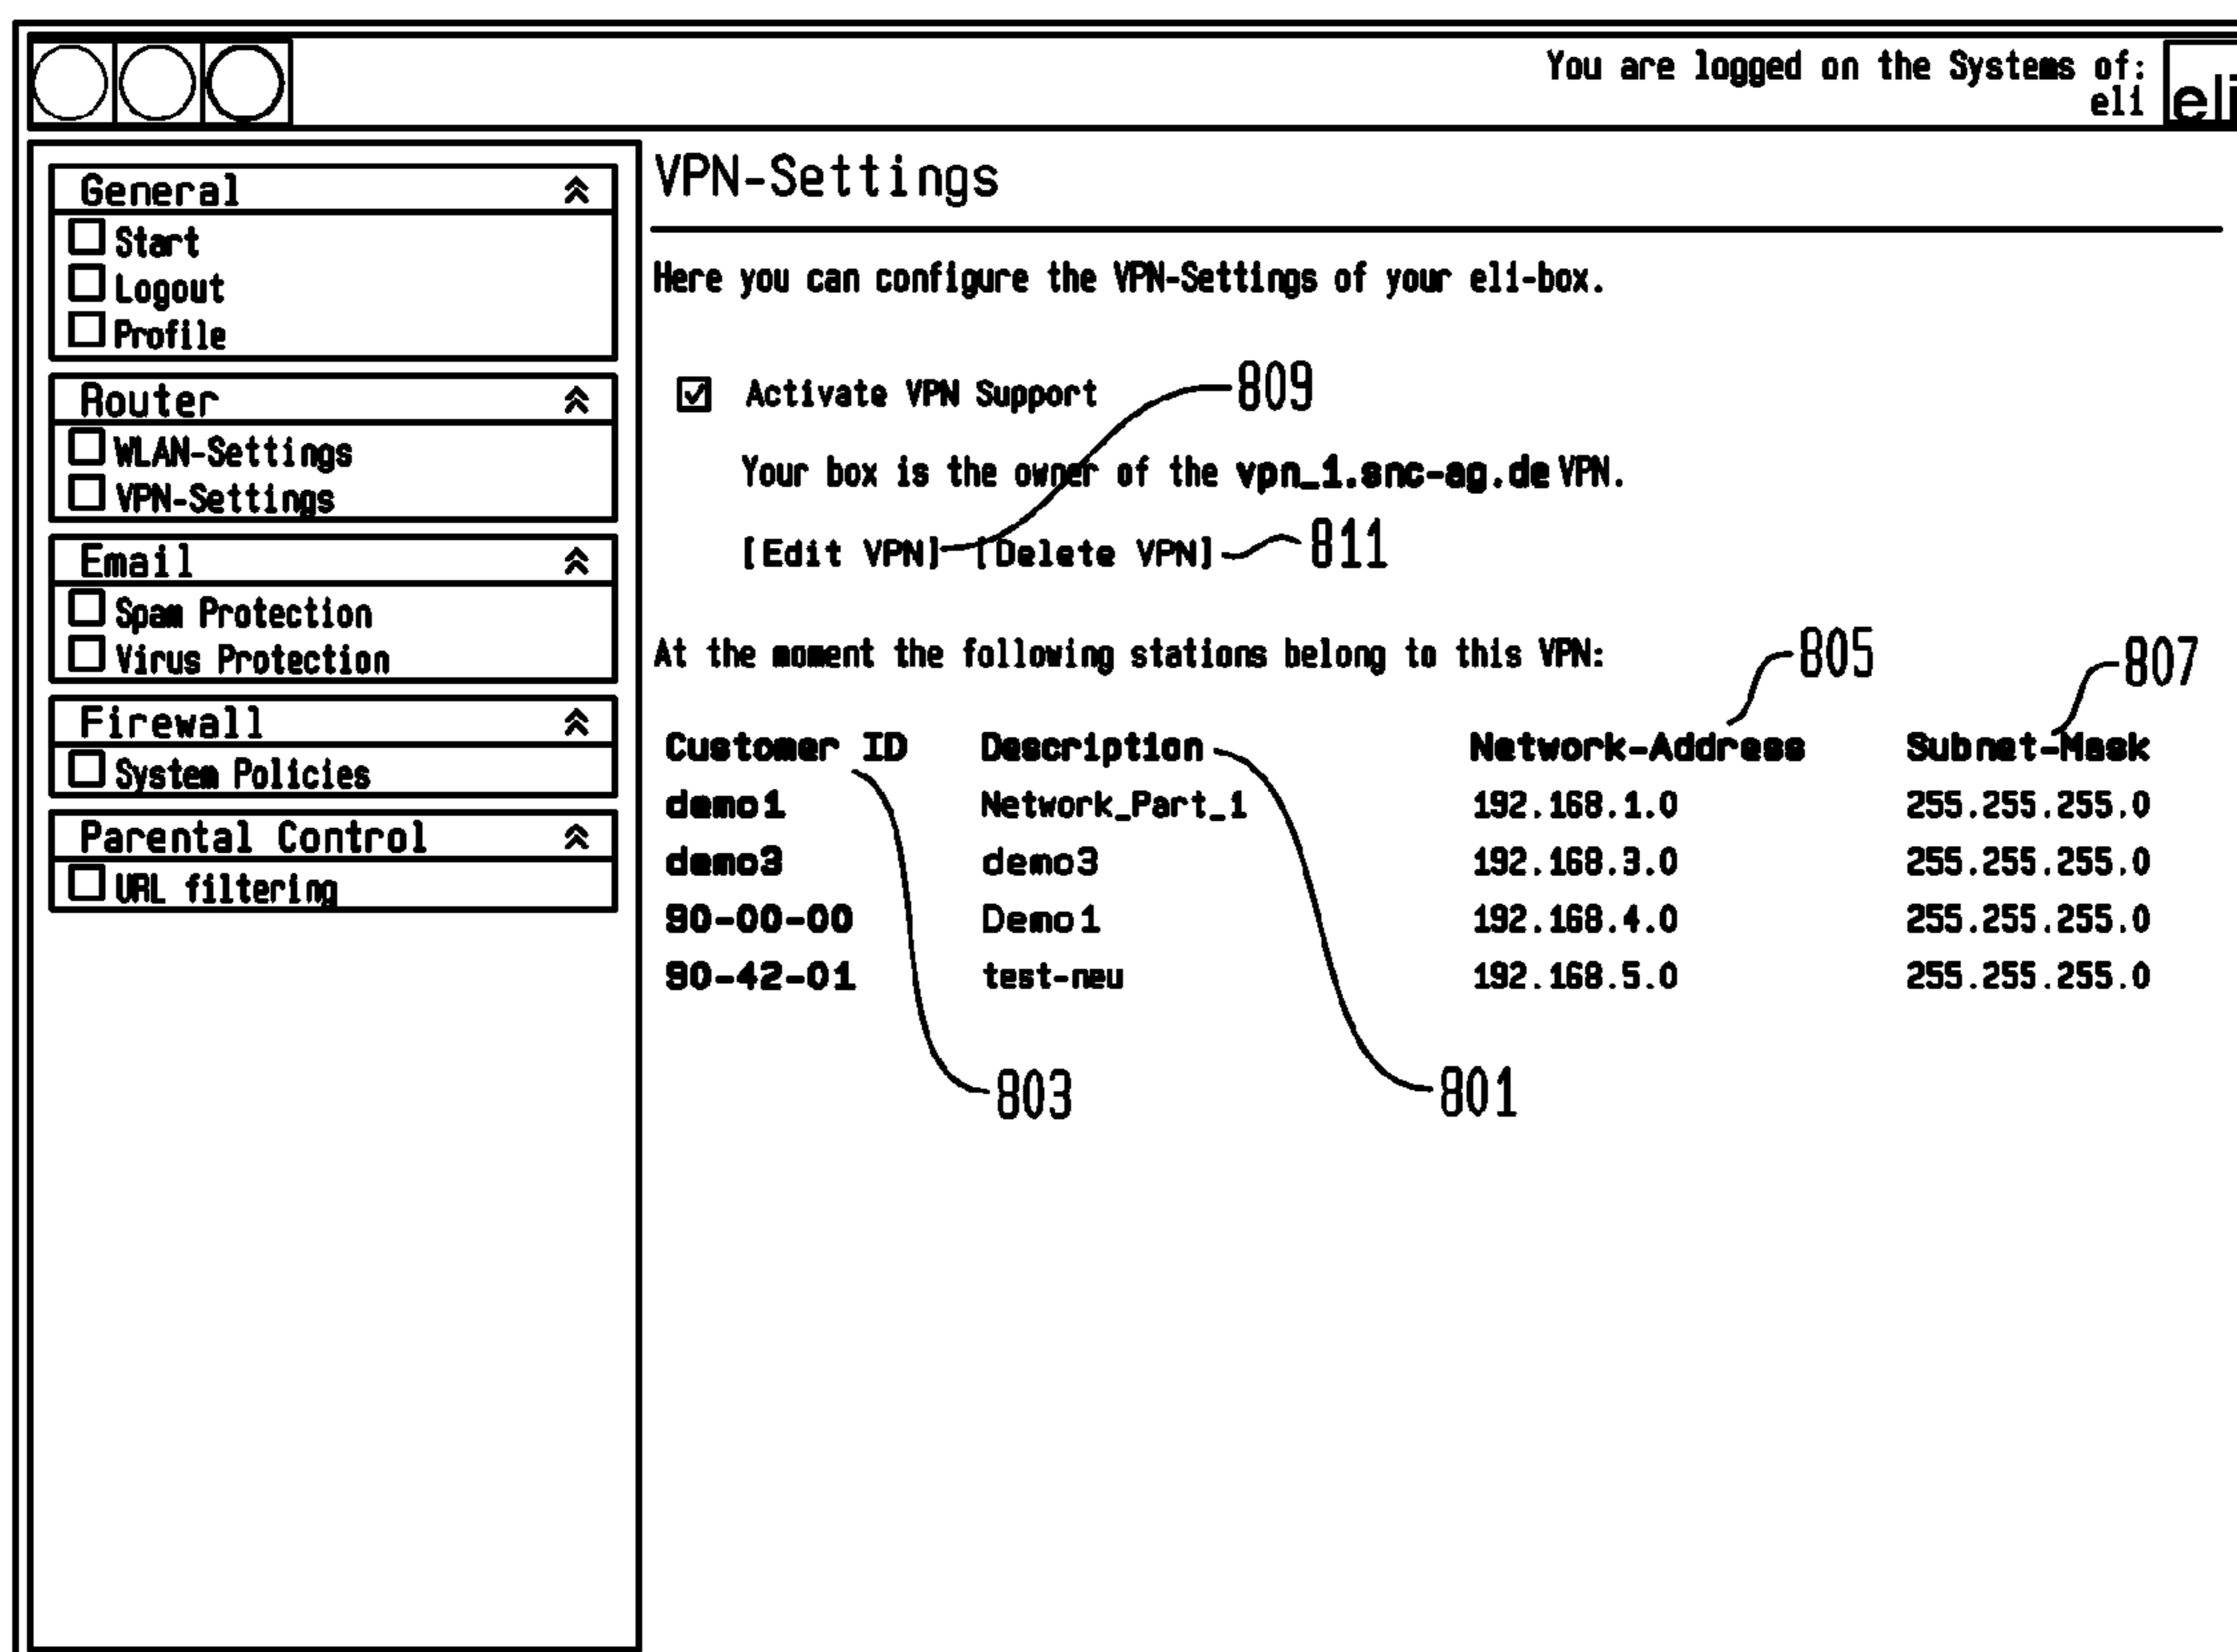 You are logged on the Systems of:
eli
eli
General
Start
Logout
Profile
Router
WLAN-Settings
VPN-Settings
Email
Spam Protection
Virus Protection
Firewall
System Policies
Parental Control
URL filtering
VPN-Settings
Here you can configure the VPN-Settings of your eli-box.
Activate VPN Support 809
Your box is the owner of the vpn_1.snc-ag.de VPN.
[Edit VPN] [Delete VPN] 811
At the moment the following stations belong to this VPN: 805 807
Customer ID Description Network-Address Subnet-Mask
demo1 Network_Part_1 192.168.1.0 255.255.255.0
demo3 demo3 192.168.3.0 255.255.255.0
90-00-00 Demo1 192.168.4.0 255.255.255.0
90-42-01 test-neu 192.168.5.0 255.255.255.0
803 801